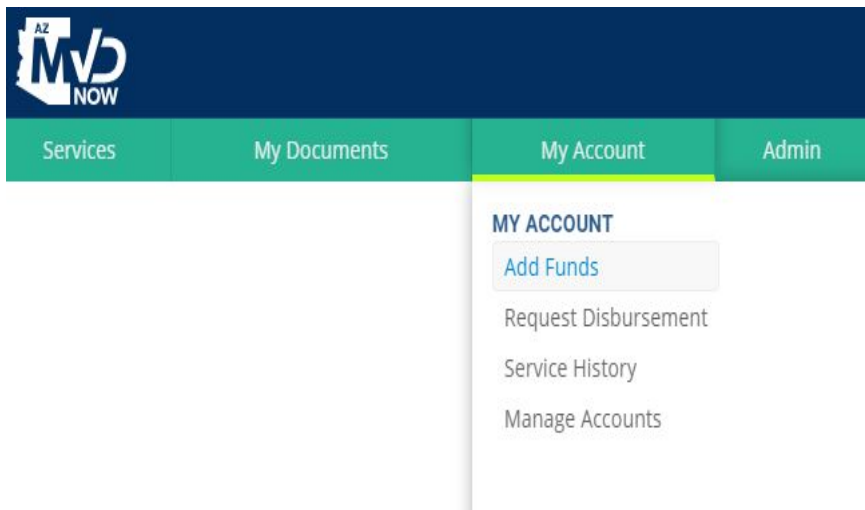 AZ
MVD
NOW
Services My Documents My Account Admin
MY ACCOUNT
Add Funds
Request Disbursement
Service History
Manage Accounts